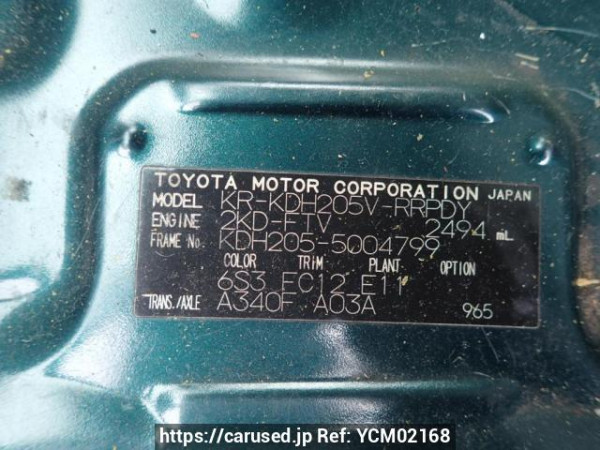 TOYOTA MOTOR CORPORATION JAPAN
MODEL KR-KDH205V-RRPDY
ENGINE 2KD-FTV 2494 mL
FRAME No. KDH205-5004799
COLOR TRIM PLANT OPTION
6S3 FC12 E11
TRANS./AXLE A340F A03A 965
https://carused.jp Ref: YCM02168